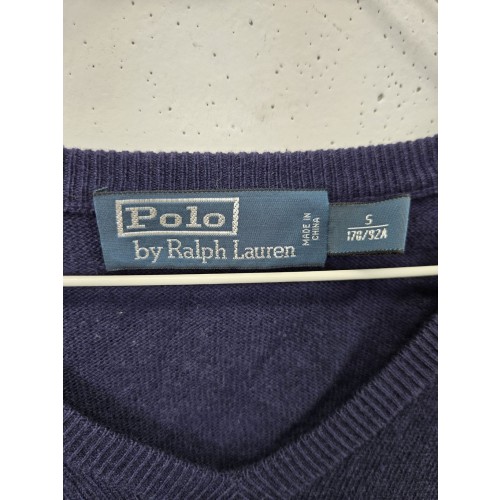 Polo
by Ralph Lauren
MADE IN
CHINA
S
170/92A